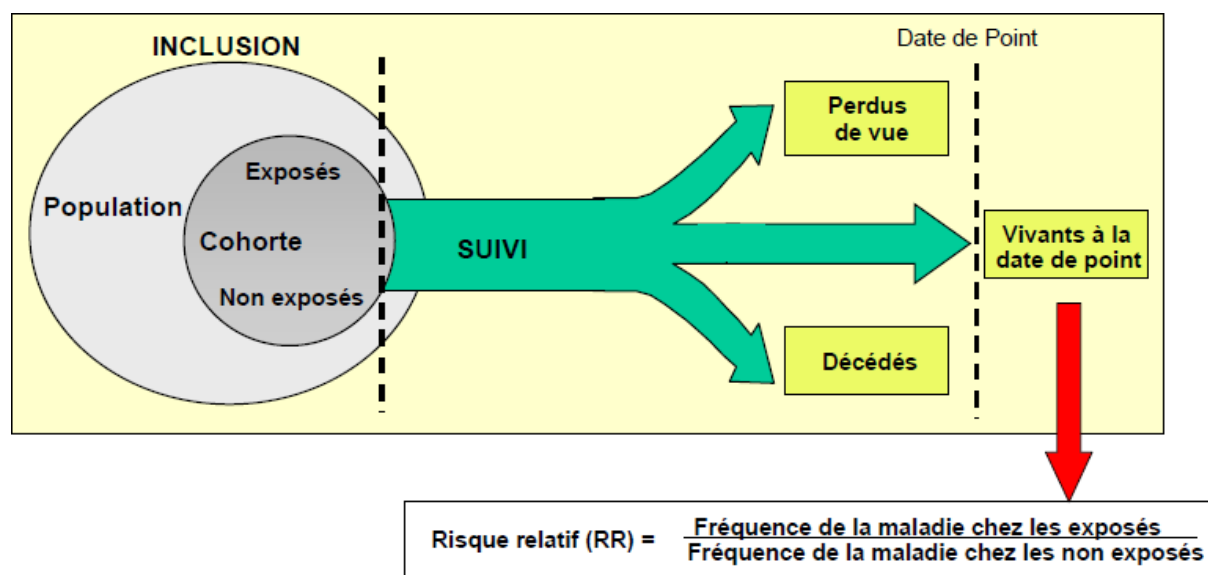 INCLUSION
Date de Point
Exposés
Population
Cohorte
Non exposés
SUIVI
Perdus
de vue
Vivants à la
date de point
Décédés
Risque relatif (RR) = Fréquence de la maladie chez les exposés
Fréquence de la maladie chez les non exposés